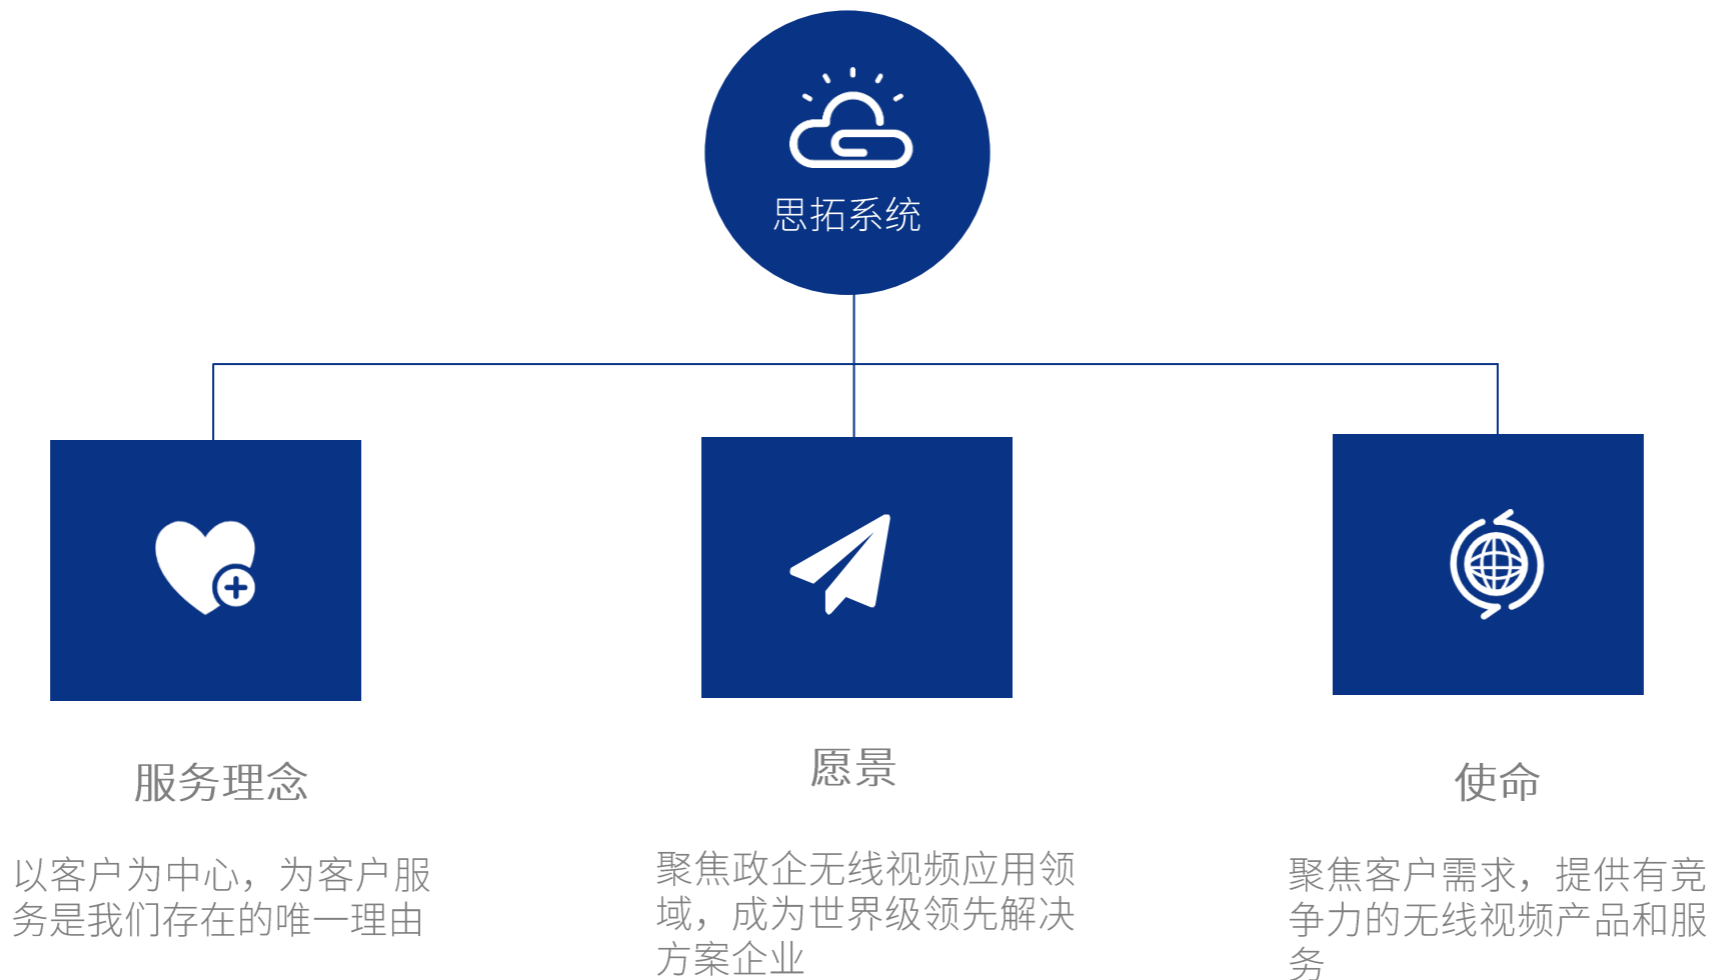 思拓系统
服务理念
以客户为中心，为客户服
务是我们存在的唯一理由
愿景
聚焦政企无线视频应用领
域，成为世界级领先解决
方案企业
使命
聚焦客户需求，提供有竞
争力的无线视频产品和服
务